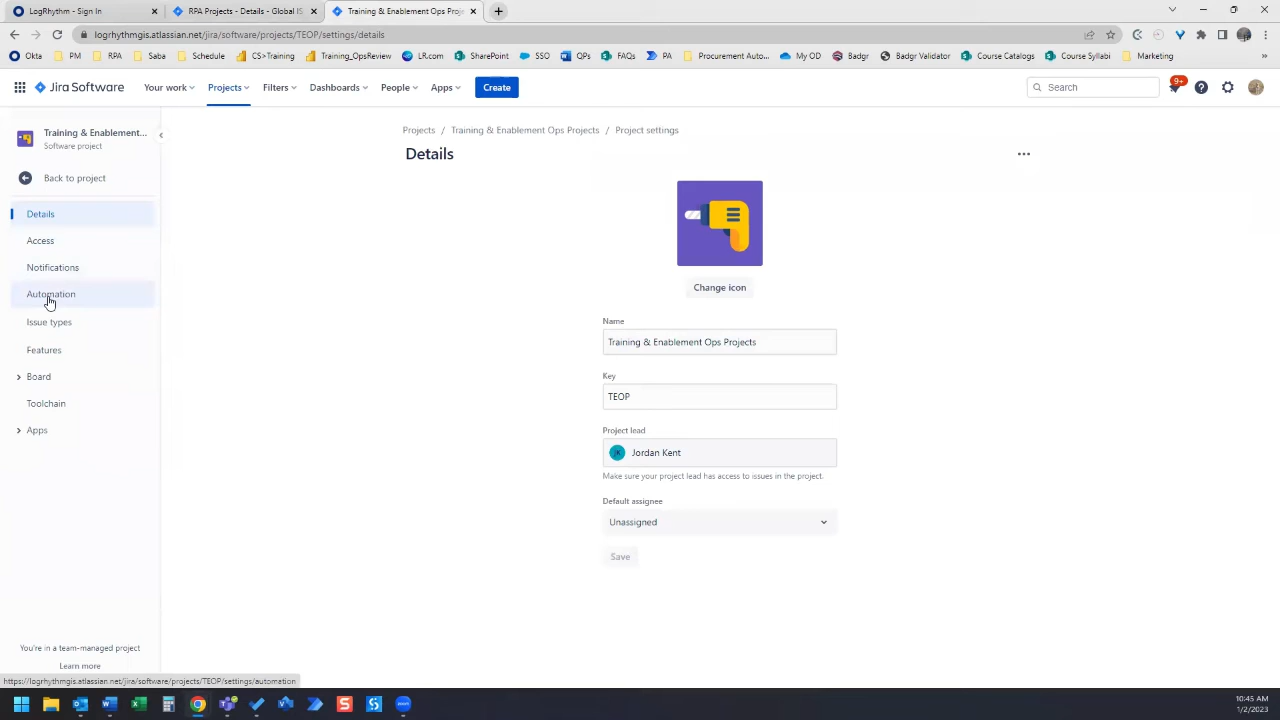 LogRhythm - Sign In
RPA Projects - Details - Global IS
Training & Enablement Ops Proj
logrhythmgis.atlassian.net/jira/software/projects/TEOP/settings/details
Okta
PM
RPA
Saba
Schedule
CS>Training
Training_OpsReview
LR.com
SharePoint
SSO
QPs
FAQs
PA
Procurement Autom...
My OD
Badgr
Badgr Validator
Course Catalogs
Course Syllabi
Marketing
Jira Software
Your work
Projects
Filters
Dashboards
People
Apps
Create
Search
9+
Training & Enablement...
Software project
Back to project
Details
Access
Notifications
Automation
Issue types
Features
Board
Toolchain
Apps
Projects / Training & Enablement Ops Projects / Project settings
Details
Change icon
Name
Training & Enablement Ops Projects
Key
TEOP
Project lead
JK Jordan Kent
Make sure your project lead has access to issues in the project.
Default assignee
Unassigned
Save
You're in a team-managed project
Learn more
https://logrhythmgis.atlassian.net/jira/software/projects/TEOP/settings/automation
10:45 AM
1/2/2023